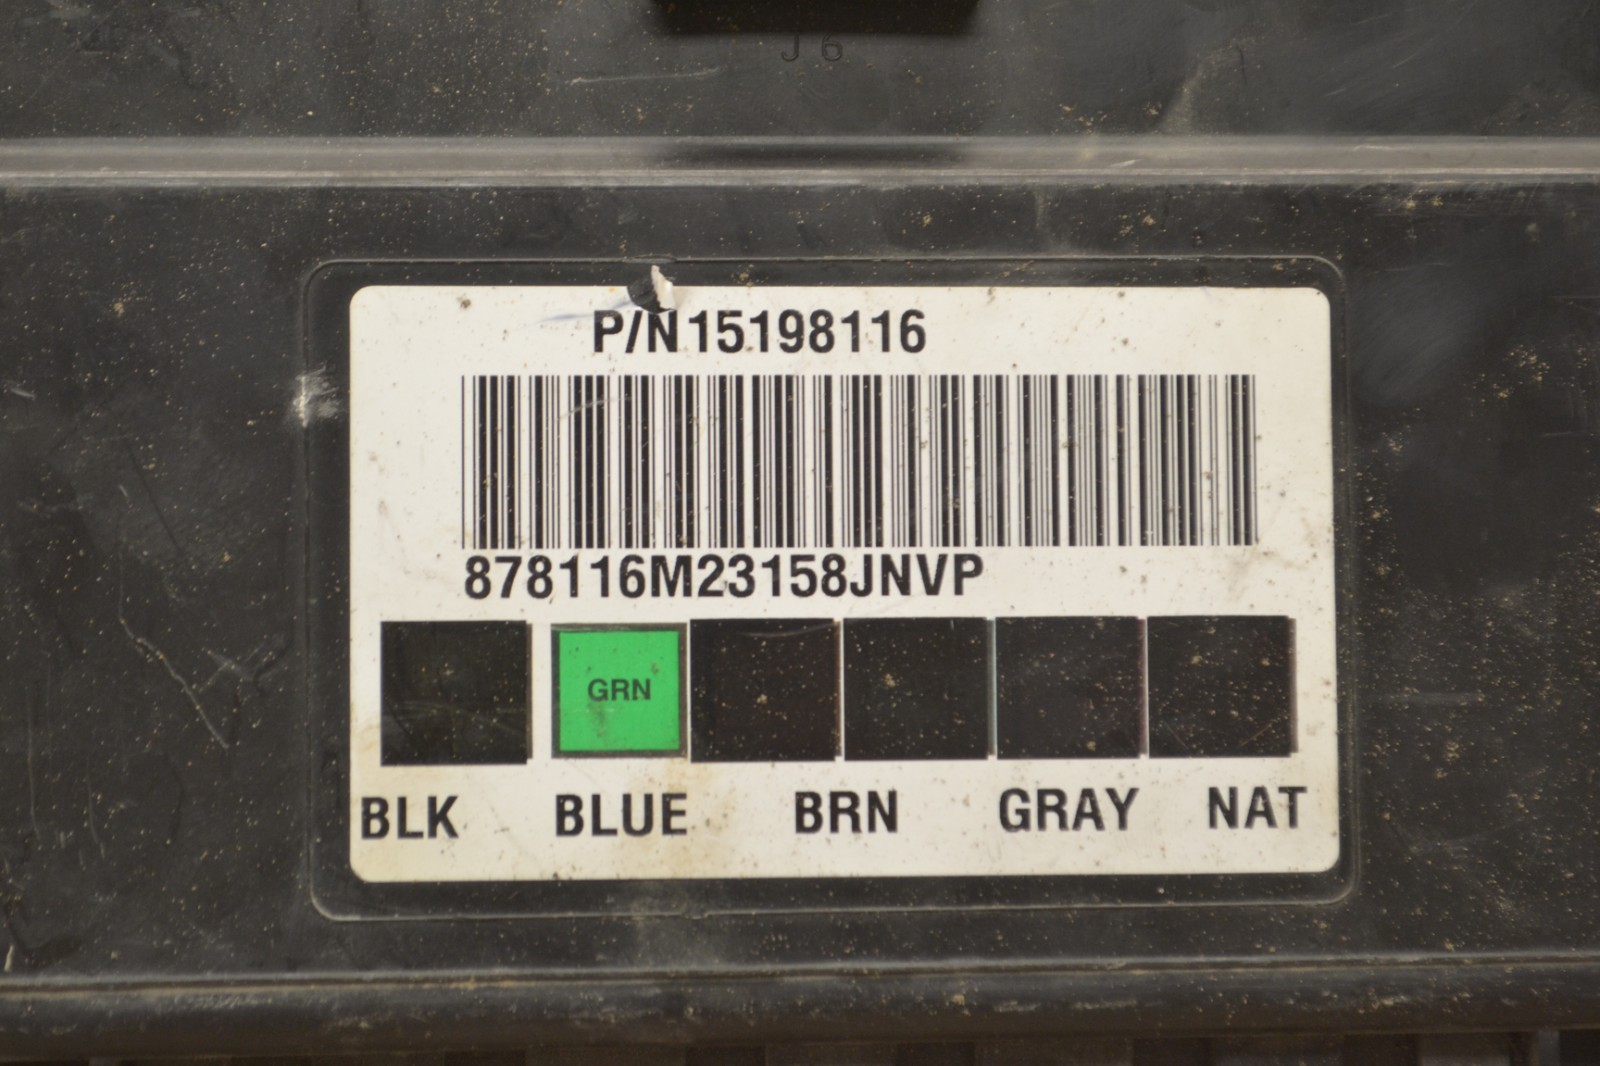 J6
P/N15198116
878116M23158JNVP
GRN
BLK BLUE BRN GRAY NAT